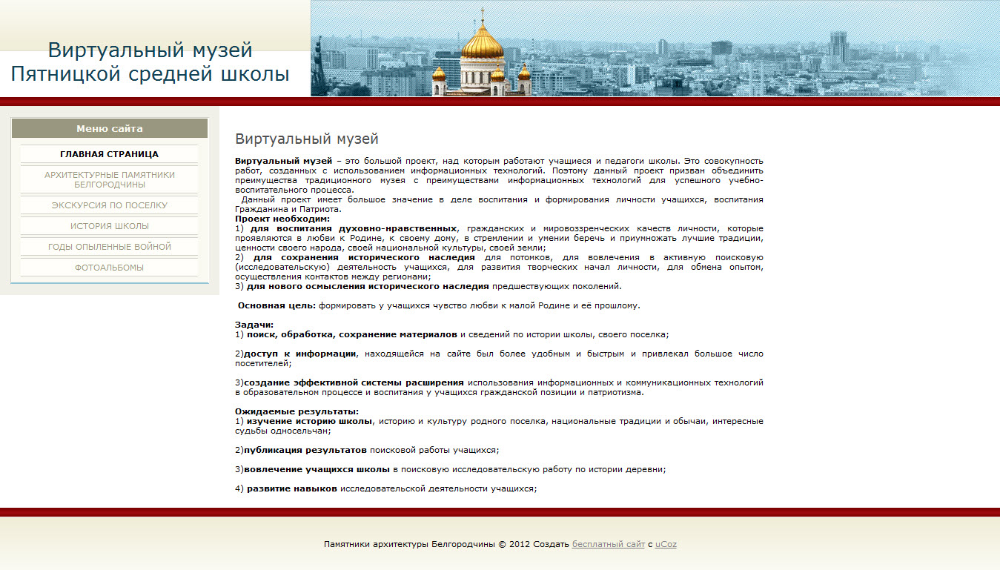 Виртуальный музей
Пятницкой средней школы
Меню сайта
ГЛАВНАЯ СТРАНИЦА
АРХИТЕКТУРНЫЕ ПАМЯТНИКИ
БЕЛГОРОДЧИНЫ
ЭКСКУРСИЯ ПО ПОСЕЛКУ
ИСТОРИЯ ШКОЛЫ
ГОДЫ ОПЫЛЕННЫЕ ВОЙНОЙ
ФОТОАЛЬБОМЫ
Виртуальный музей
Виртуальный музей – это большой проект, над которым работают учащиеся и педагоги школы. Это совокупность
работ, созданных с использованием информационных технологий. Поэтому данный проект призван объединить
преимущества традиционного музея с преимуществами информационных технологий для успешного учебно-
воспитательного процесса.
Данный проект имеет большое значение в деле воспитания и формирования личности учащихся, воспитания
Гражданина и Патриота.
Проект необходим:
1) для воспитания духовно-нравственных, гражданских и мировоззренческих качеств личности, которые
проявляются в любви к Родине, к своему дому, в стремлении и умении беречь и приумножать лучшие традиции,
ценности своего народа, своей национальной культуры, своей земли;
2) для сохранения исторического наследия для потомков, для вовлечения в активную поисковую
(исследовательскую) деятельность учащихся, для развития творческих начал личности, для обмена опытом,
осуществления контактов между регионами;
3) для нового осмысления исторического наследия предшествующих поколений.
Основная цель: формировать у учащихся чувство любви к малой Родине и её прошлому.
Задачи:
1) поиск, обработка, сохранение материалов и сведений по истории школы, своего поселка;
2)доступ к информации, находящейся на сайте был более удобным и быстрым и привлекал большое число
посетителей;
3)создание эффективной системы расширения использования информационных и коммуникационных технологий
в образовательном процессе и воспитания у учащихся гражданской позиции и патриотизма.
Ожидаемые результаты:
1) изучение историю школы, историю и культуру родного поселка, национальные традиции и обычаи, интересные
судьбы односельчан;
2)публикация результатов поисковой работы учащихся;
3)вовлечение учащихся школы в поисковую исследовательскую работу по истории деревни;
4) развитие навыков исследовательской деятельности учащихся;
Памятники архитектуры Белгородчины © 2012 Создать бесплатный сайт с uCoz